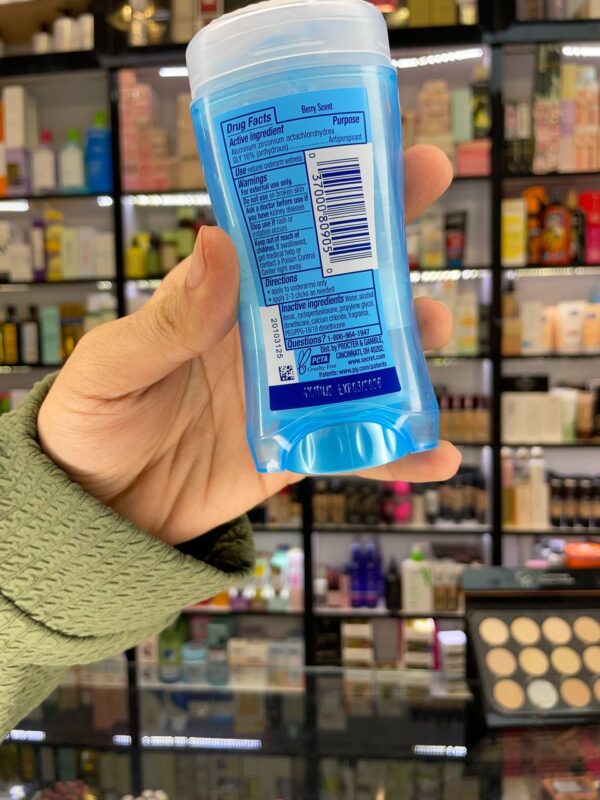 Berry Scent
Drug Facts
Active ingredient Purpose
Aluminum zirconium octachlorohydrex
GLY 16% (anhydrous)..........Antiperspirant
Use reduces underarm wetness
Warnings
For external use only.
Do not use on broken skin
Ask a doctor before use if
you have kidney disease
Stop use if rash or
irritation occurs
Keep out of reach of
children. If swallowed,
get medical help or
contact a Poison Control
Center right away.
0 37000 80905 0
Directions
• apply to underarms only
• apply 2-3 clicks as needed
Inactive ingredients Water, alcohol
denat., cyclopentasiloxane, propylene glycol,
dimethicone, calcium chloride, fragrance,
PEG/PPG-18/18 dimethicone
Questions? 1-800-964-1947
20103125
Dist. by PROCTER & GAMBLE,
CINCINNATI, OH 45202.
PETA
Cruelty-Free
www.secret.com
Patents: www.pg.com/patents
EXP03/2026